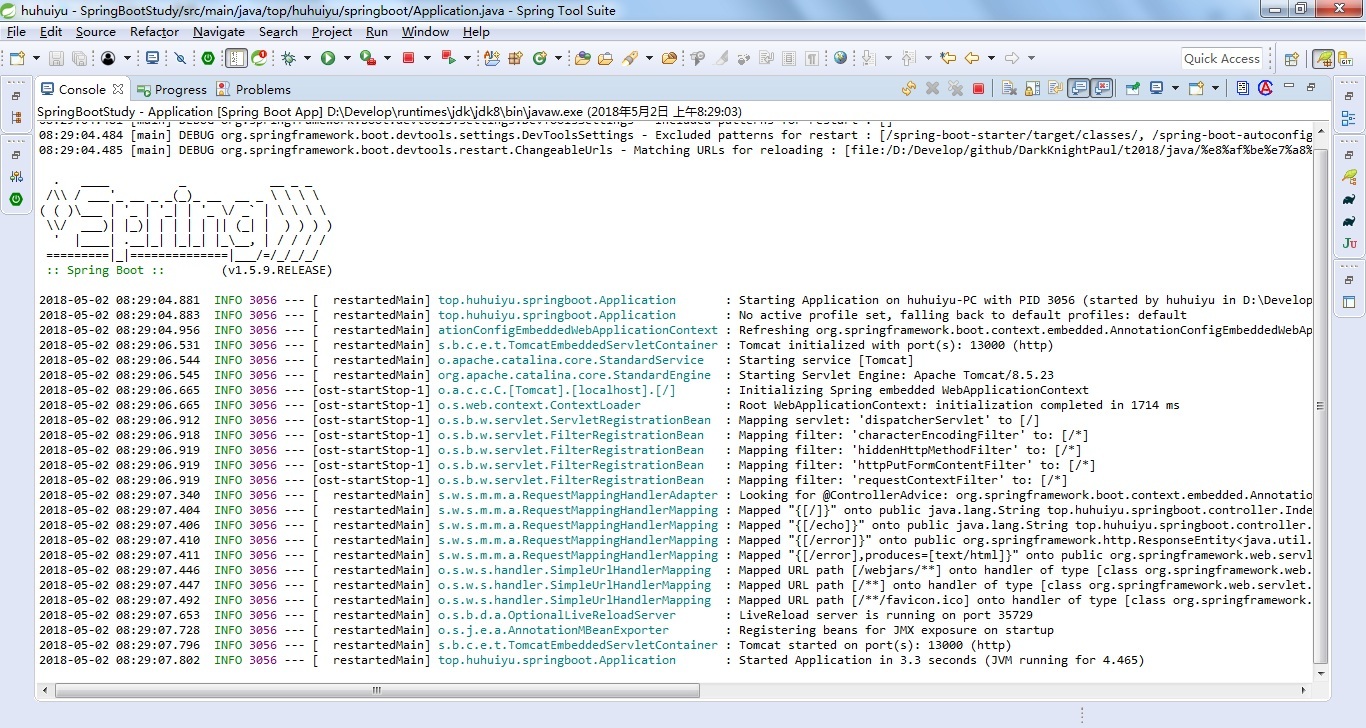 huhuiyu - SpringBootStudy/src/main/java/top/huhuiyu/springboot/Application.java - Spring Tool Suite
File Edit Source Refactor Navigate Search Project Run Window Help
Quick Access
Console Progress Problems
SpringBootStudy - Application [Spring Boot App] D:\Develop\runtimes\jdk\jdk8\bin\javaw.exe (2018年5月2日 上午8:29:03)
08:29:04.481 [main] DEBUG org.springframework.boot.devtools.settings.DevToolsSettings - Included patterns for restart : []
08:29:04.484 [main] DEBUG org.springframework.boot.devtools.settings.DevToolsSettings - Excluded patterns for restart : [/spring-boot-starter/target/classes/, /spring-boot-autoconfig
08:29:04.485 [main] DEBUG org.springframework.boot.devtools.restart.ChangeableUrls - Matching URLs for reloading : [file:/D:/Develop/github/DarkKnightPaul/t2018/java/%e8%af%be%e7%a8%
  .   ____          _            __ _ _
 /\\ / ___'_ __ _ _(_)_ __  __ _ \ \ \ \
( ( )\___ | '_ | '_| | '_ \/ _` | \ \ \ \
 \\/  ___)| |_)| | | | | || (_| |  ) ) ) )
  '  |____| .__|_| |_|_| |_\__, | / / / /
 =========|_|==============|___/=/_/_/_/
 :: Spring Boot ::        (v1.5.9.RELEASE)
2018-05-02 08:29:04.881  INFO 3056 --- [  restartedMain] top.huhuiyu.springboot.Application       : Starting Application on huhuiyu-PC with PID 3056 (started by huhuiyu in D:\Develop
2018-05-02 08:29:04.883  INFO 3056 --- [  restartedMain] top.huhuiyu.springboot.Application       : No active profile set, falling back to default profiles: default
2018-05-02 08:29:04.956  INFO 3056 --- [  restartedMain] ationConfigEmbeddedWebApplicationContext : Refreshing org.springframework.boot.context.embedded.AnnotationConfigEmbeddedWebAp
2018-05-02 08:29:06.531  INFO 3056 --- [  restartedMain] s.b.c.e.t.TomcatEmbeddedServletContainer : Tomcat initialized with port(s): 13000 (http)
2018-05-02 08:29:06.544  INFO 3056 --- [  restartedMain] o.apache.catalina.core.StandardService   : Starting service [Tomcat]
2018-05-02 08:29:06.545  INFO 3056 --- [  restartedMain] org.apache.catalina.core.StandardEngine  : Starting Servlet Engine: Apache Tomcat/8.5.23
2018-05-02 08:29:06.665  INFO 3056 --- [ost-startStop-1] o.a.c.c.C.[Tomcat].[localhost].[/]       : Initializing Spring embedded WebApplicationContext
2018-05-02 08:29:06.665  INFO 3056 --- [ost-startStop-1] o.s.web.context.ContextLoader            : Root WebApplicationContext: initialization completed in 1714 ms
2018-05-02 08:29:06.912  INFO 3056 --- [ost-startStop-1] o.s.b.w.servlet.ServletRegistrationBean  : Mapping servlet: 'dispatcherServlet' to [/]
2018-05-02 08:29:06.918  INFO 3056 --- [ost-startStop-1] o.s.b.w.servlet.FilterRegistrationBean   : Mapping filter: 'characterEncodingFilter' to: [/*]
2018-05-02 08:29:06.919  INFO 3056 --- [ost-startStop-1] o.s.b.w.servlet.FilterRegistrationBean   : Mapping filter: 'hiddenHttpMethodFilter' to: [/*]
2018-05-02 08:29:06.919  INFO 3056 --- [ost-startStop-1] o.s.b.w.servlet.FilterRegistrationBean   : Mapping filter: 'httpPutFormContentFilter' to: [/*]
2018-05-02 08:29:06.919  INFO 3056 --- [ost-startStop-1] o.s.b.w.servlet.FilterRegistrationBean   : Mapping filter: 'requestContextFilter' to: [/*]
2018-05-02 08:29:07.340  INFO 3056 --- [  restartedMain] s.w.s.m.m.a.RequestMappingHandlerAdapter : Looking for @ControllerAdvice: org.springframework.boot.context.embedded.Annotatio
2018-05-02 08:29:07.404  INFO 3056 --- [  restartedMain] s.w.s.m.m.a.RequestMappingHandlerMapping : Mapped "{[/]}" onto public java.lang.String top.huhuiyu.springboot.controller.Inde
2018-05-02 08:29:07.406  INFO 3056 --- [  restartedMain] s.w.s.m.m.a.RequestMappingHandlerMapping : Mapped "{[/echo]}" onto public java.lang.String top.huhuiyu.springboot.controller.
2018-05-02 08:29:07.410  INFO 3056 --- [  restartedMain] s.w.s.m.m.a.RequestMappingHandlerMapping : Mapped "{[/error]}" onto public org.springframework.http.ResponseEntity<java.util.
2018-05-02 08:29:07.411  INFO 3056 --- [  restartedMain] s.w.s.m.m.a.RequestMappingHandlerMapping : Mapped "{[/error],produces=[text/html]}" onto public org.springframework.web.servl
2018-05-02 08:29:07.446  INFO 3056 --- [  restartedMain] o.s.w.s.handler.SimpleUrlHandlerMapping  : Mapped URL path [/webjars/**] onto handler of type [class org.springframework.web.
2018-05-02 08:29:07.447  INFO 3056 --- [  restartedMain] o.s.w.s.handler.SimpleUrlHandlerMapping  : Mapped URL path [/**] onto handler of type [class org.springframework.web.servlet.
2018-05-02 08:29:07.492  INFO 3056 --- [  restartedMain] o.s.w.s.handler.SimpleUrlHandlerMapping  : Mapped URL path [/**/favicon.ico] onto handler of type [class org.springframework.
2018-05-02 08:29:07.653  INFO 3056 --- [  restartedMain] o.s.b.d.a.OptionalLiveReloadServer       : LiveReload server is running on port 35729
2018-05-02 08:29:07.728  INFO 3056 --- [  restartedMain] o.s.j.e.a.AnnotationMBeanExporter        : Registering beans for JMX exposure on startup
2018-05-02 08:29:07.796  INFO 3056 --- [  restartedMain] s.b.c.e.t.TomcatEmbeddedServletContainer : Tomcat started on port(s): 13000 (http)
2018-05-02 08:29:07.802  INFO 3056 --- [  restartedMain] top.huhuiyu.springboot.Application       : Started Application in 3.3 seconds (JVM running for 4.465)